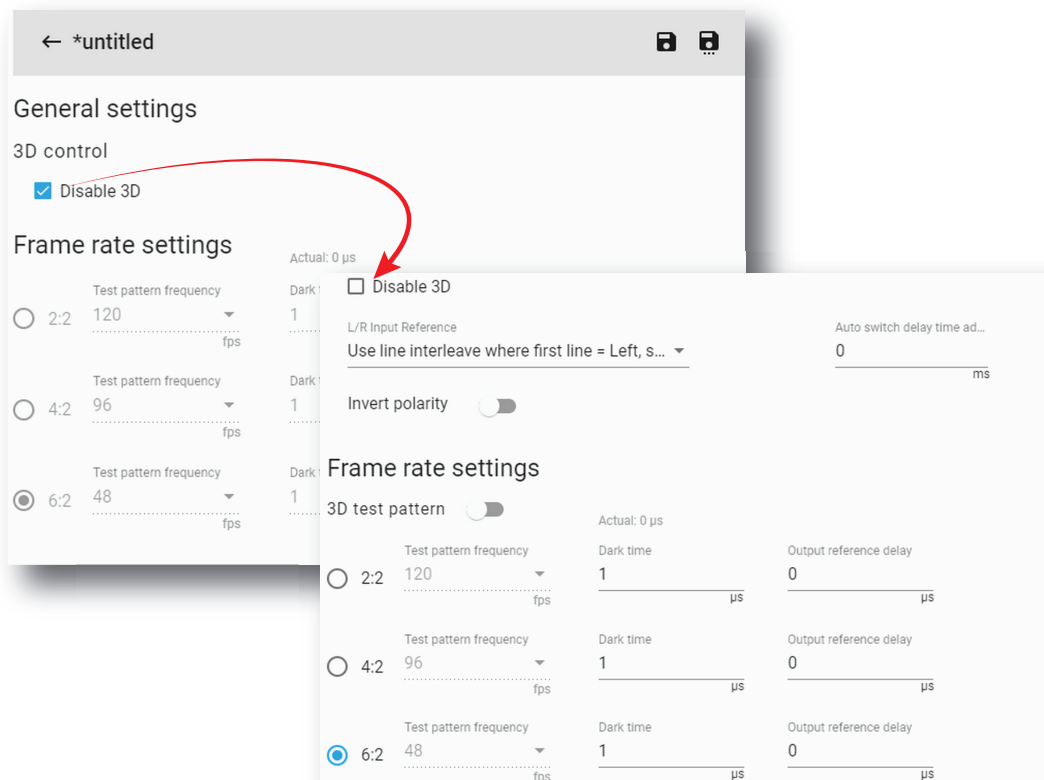 *untitled
General settings
3D control
Disable 3D
Frame rate settings
Actual: 0 µs
Test pattern frequency
Dark
2:2
120
1
fps
Test pattern frequency
Dark
4:2
96
1
fps
Test pattern frequency
Dark
6:2
48
1
fps
Disable 3D
L/R Input Reference
Auto switch delay time ad...
Use line interleave where first line = Left, s...
0
ms
Invert polarity
Frame rate settings
3D test pattern
Actual: 0 µs
Test pattern frequency
Dark time
Output reference delay
2:2
120
1
0
fps
µs
µs
Test pattern frequency
Dark time
Output reference delay
4:2
96
1
0
fps
µs
µs
Test pattern frequency
Dark time
Output reference delay
6:2
48
1
0
fps
µs
µs